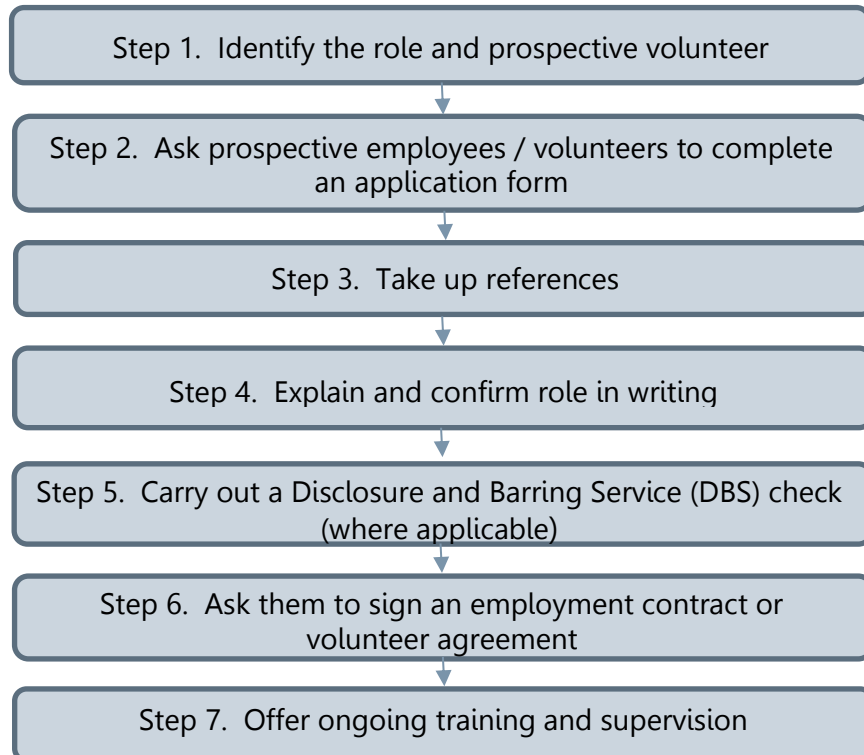 Step 1.  Identify the role and prospective volunteer
Step 2.  Ask prospective employees / volunteers to complete
an application form
Step 3.  Take up references
Step 4.  Explain and confirm role in writing
Step 5.  Carry out a Disclosure and Barring Service (DBS) check
(where applicable)
Step 6.  Ask them to sign an employment contract or
volunteer agreement
Step 7.  Offer ongoing training and supervision